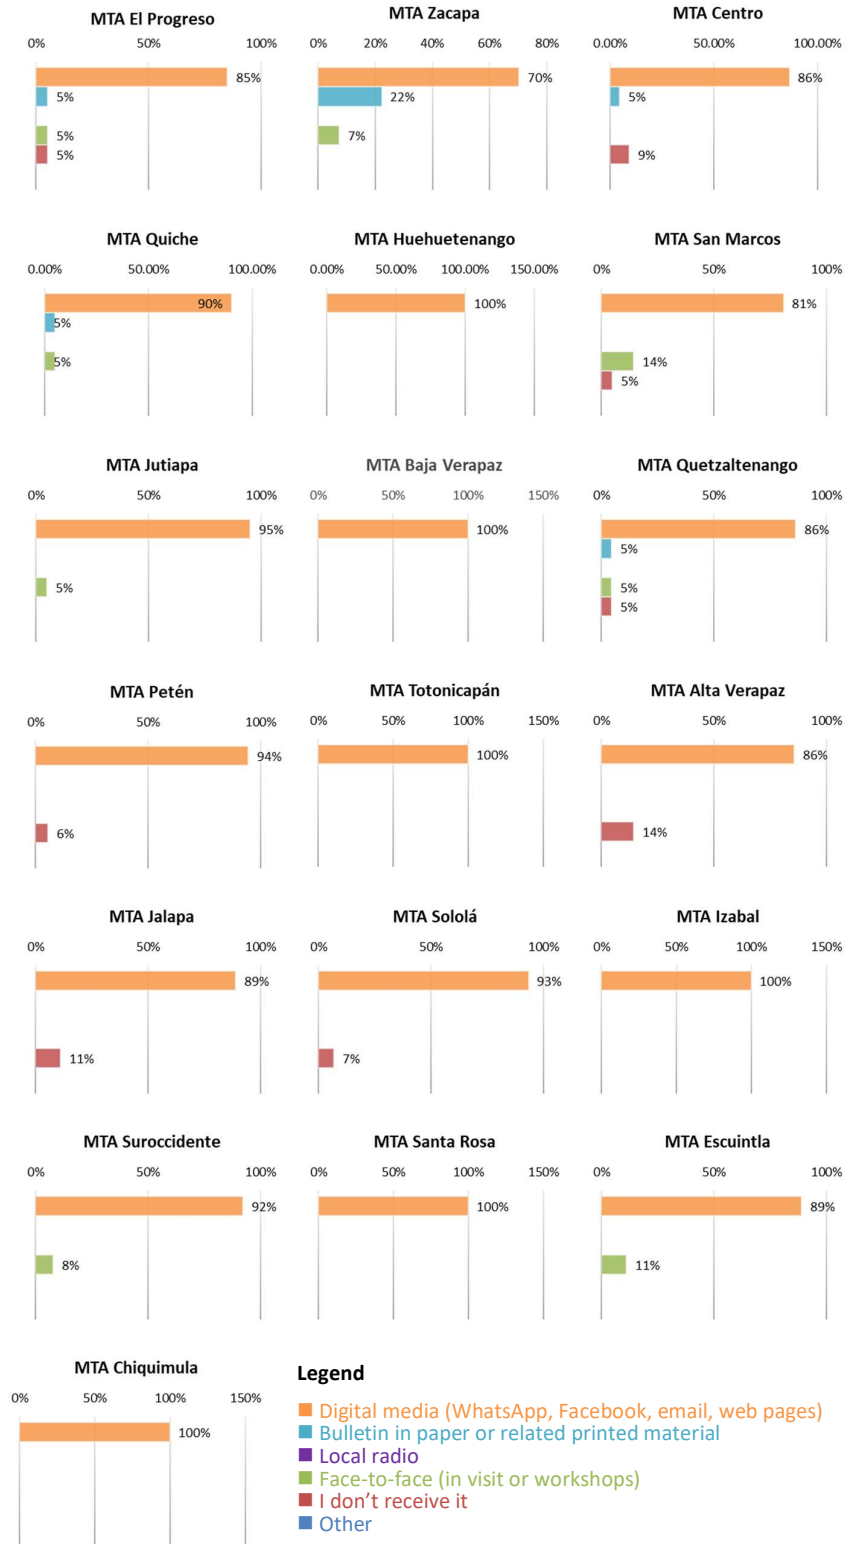 MTA El Progreso
0% 50% 100%
85%
5%
5%
5%
MTA Zacapa
0% 20% 40% 60% 80%
70%
22%
7%
MTA Centro
0.00% 50.00% 100.00%
86%
5%
9%
MTA Quiche
0.00% 50.00% 100.00%
90%
5%
5%
MTA Huehuetenango
0.00% 50.00% 100.00% 150.00%
100%
MTA San Marcos
0% 50% 100%
81%
14%
5%
MTA Jutiapa
0% 50% 100%
95%
5%
MTA Baja Verapaz
0% 50% 100% 150%
100%
MTA Quetzaltenango
0% 50% 100%
86%
5%
5%
5%
MTA Petén
0% 50% 100%
94%
6%
MTA Totonicapán
0% 50% 100% 150%
100%
MTA Alta Verapaz
0% 50% 100%
86%
14%
MTA Jalapa
0% 50% 100%
89%
11%
MTA Sololá
0% 50% 100%
93%
7%
MTA Izabal
0% 50% 100% 150%
100%
MTA Suroccidente
0% 50% 100%
92%
8%
MTA Santa Rosa
0% 50% 100% 150%
100%
MTA Escuintla
0% 50% 100%
89%
11%
MTA Chiquimula
0% 50% 100% 150%
100%
Legend
Digital media (WhatsApp, Facebook, email, web pages)
Bulletin in paper or related printed material
Local radio
Face-to-face (in visit or workshops)
I don't receive it
Other